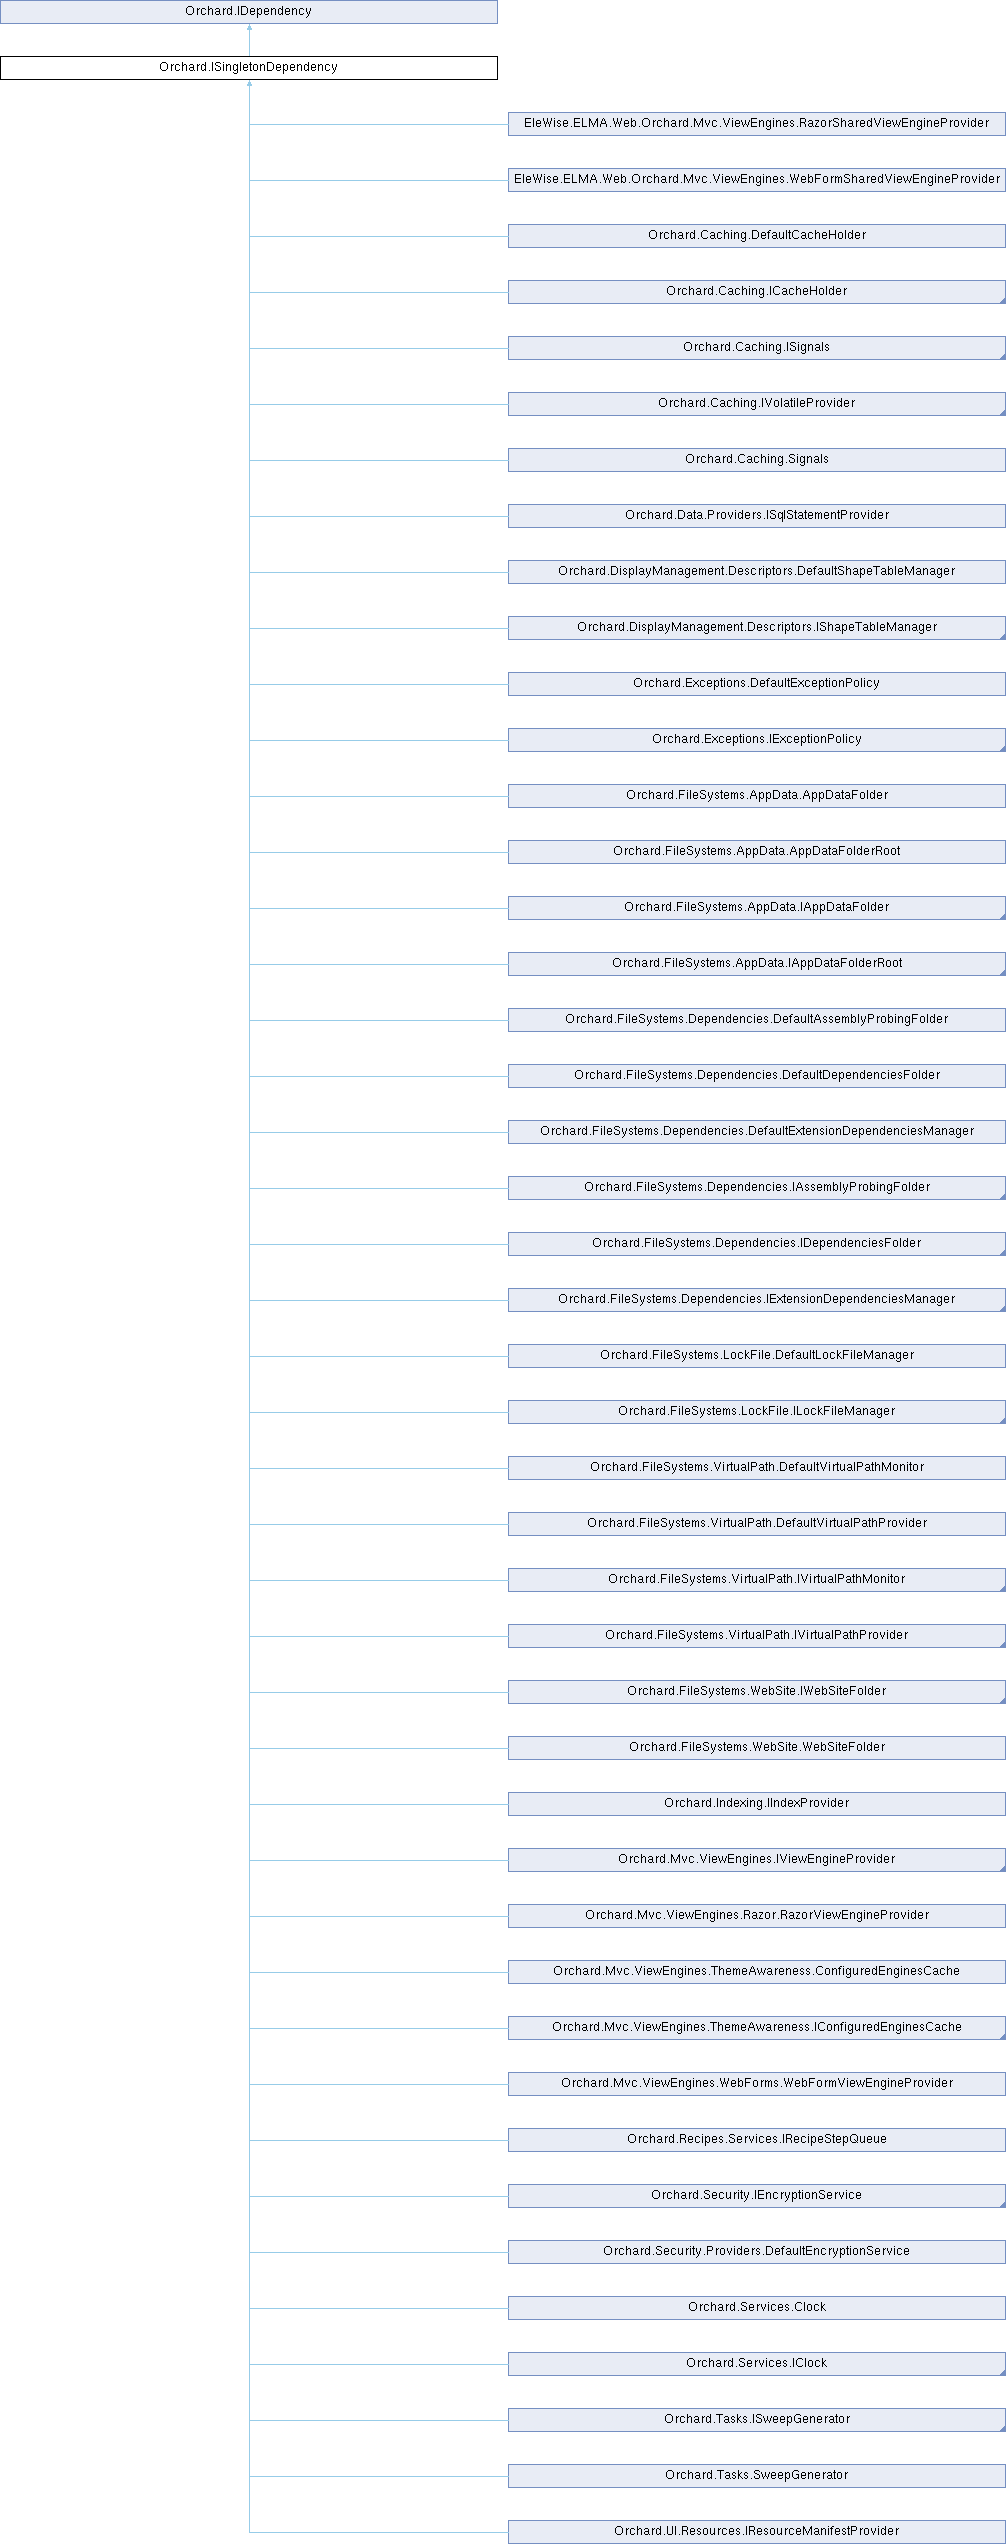 Orchard.IDependency
Orchard.ISingletonDependency
EleWise.ELMA.Web.Orchard.Mvc.ViewEngines.RazorSharedViewEngineProvider
EleWise.ELMA.Web.Orchard.Mvc.ViewEngines.WebFormSharedViewEngineProvider
Orchard.Caching.DefaultCacheHolder
Orchard.Caching.ICacheHolder
Orchard.Caching.ISignals
Orchard.Caching.IVolatileProvider
Orchard.Caching.Signals
Orchard.Data.Providers.ISqlStatementProvider
Orchard.DisplayManagement.Descriptors.DefaultShapeTableManager
Orchard.DisplayManagement.Descriptors.IShapeTableManager
Orchard.Exceptions.DefaultExceptionPolicy
Orchard.Exceptions.IExceptionPolicy
Orchard.FileSystems.AppData.AppDataFolder
Orchard.FileSystems.AppData.AppDataFolderRoot
Orchard.FileSystems.AppData.IAppDataFolder
Orchard.FileSystems.AppData.IAppDataFolderRoot
Orchard.FileSystems.Dependencies.DefaultAssemblyProbingFolder
Orchard.FileSystems.Dependencies.DefaultDependenciesFolder
Orchard.FileSystems.Dependencies.DefaultExtensionDependenciesManager
Orchard.FileSystems.Dependencies.IAssemblyProbingFolder
Orchard.FileSystems.Dependencies.IDependenciesFolder
Orchard.FileSystems.Dependencies.IExtensionDependenciesManager
Orchard.FileSystems.LockFile.DefaultLockFileManager
Orchard.FileSystems.LockFile.ILockFileManager
Orchard.FileSystems.VirtualPath.DefaultVirtualPathMonitor
Orchard.FileSystems.VirtualPath.DefaultVirtualPathProvider
Orchard.FileSystems.VirtualPath.IVirtualPathMonitor
Orchard.FileSystems.VirtualPath.IVirtualPathProvider
Orchard.FileSystems.WebSite.IWebSiteFolder
Orchard.FileSystems.WebSite.WebSiteFolder
Orchard.Indexing.IIndexProvider
Orchard.Mvc.ViewEngines.IViewEngineProvider
Orchard.Mvc.ViewEngines.Razor.RazorViewEngineProvider
Orchard.Mvc.ViewEngines.ThemeAwareness.ConfiguredEnginesCache
Orchard.Mvc.ViewEngines.ThemeAwareness.IConfiguredEnginesCache
Orchard.Mvc.ViewEngines.WebForms.WebFormViewEngineProvider
Orchard.Recipes.Services.IRecipeStepQueue
Orchard.Security.IEncryptionService
Orchard.Security.Providers.DefaultEncryptionService
Orchard.Services.Clock
Orchard.Services.IClock
Orchard.Tasks.ISweepGenerator
Orchard.Tasks.SweepGenerator
Orchard.UI.Resources.IResourceManifestProvider